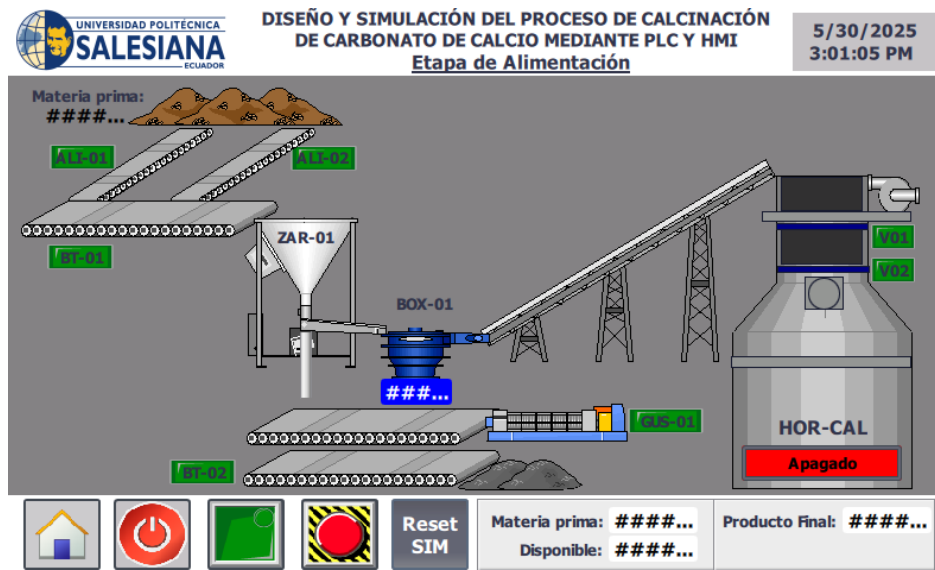 UNIVERSIDAD POLITÉCNICA
SALESIANA
ECUADOR
DISEÑO Y SIMULACIÓN DEL PROCESO DE CALCINACIÓN
DE CARBONATO DE CALCIO MEDIANTE PLC Y HMI
Etapa de Alimentación
5/30/2025
3:01:05 PM
Materia prima:
####...
ALI-01
ALI-02
BT-01
ZAR-01
BOX-01
###...
V01
V02
GUS-01
BT-02
HOR-CAL
Apagado
Reset
SIM
Materia prima: ####...
Disponible: ####...
Producto Final: ####...